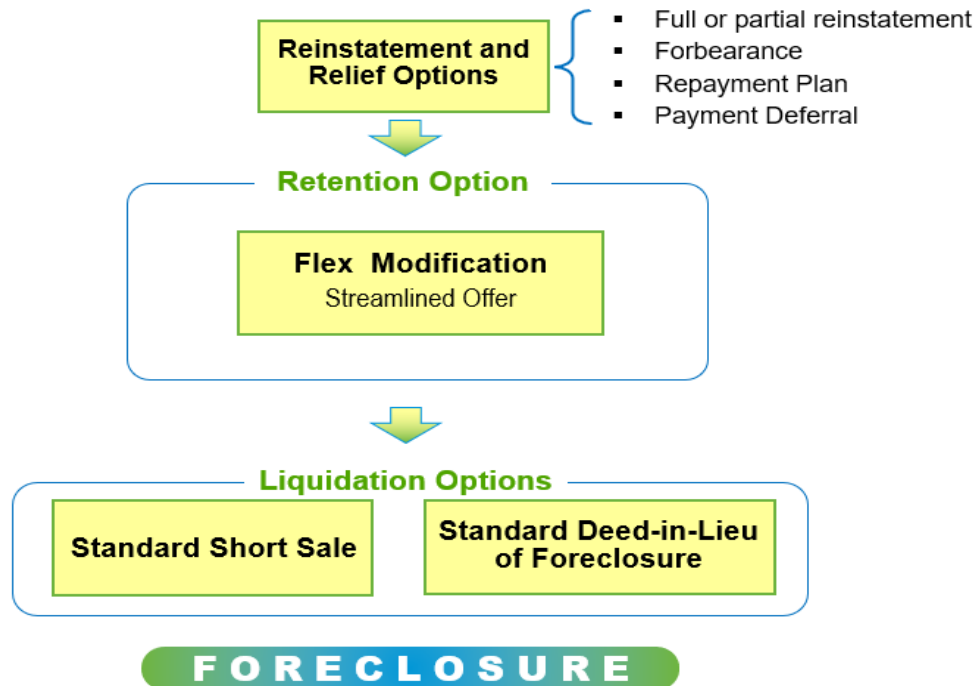 Reinstatement and
Relief Options
▪ Full or partial reinstatement
▪ Forbearance
▪ Repayment Plan
▪ Payment Deferral
Retention Option
Flex Modification
Streamlined Offer
Liquidation Options
Standard Short Sale
Standard Deed-in-Lieu
of Foreclosure
FORECLOSURE